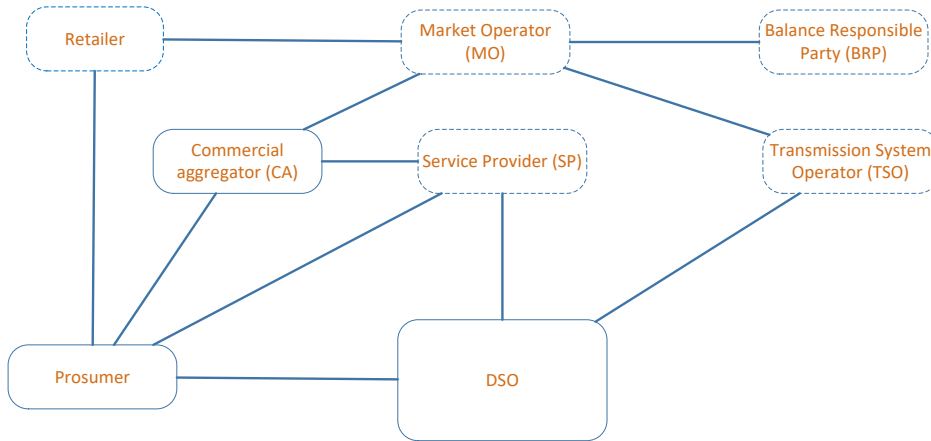 Retailer
Market Operator
(MO)
Balance Responsible
Party (BRP)
Commercial
aggregator (CA)
Service Provider (SP)
Transmission System
Operator (TSO)
Prosumer
DSO